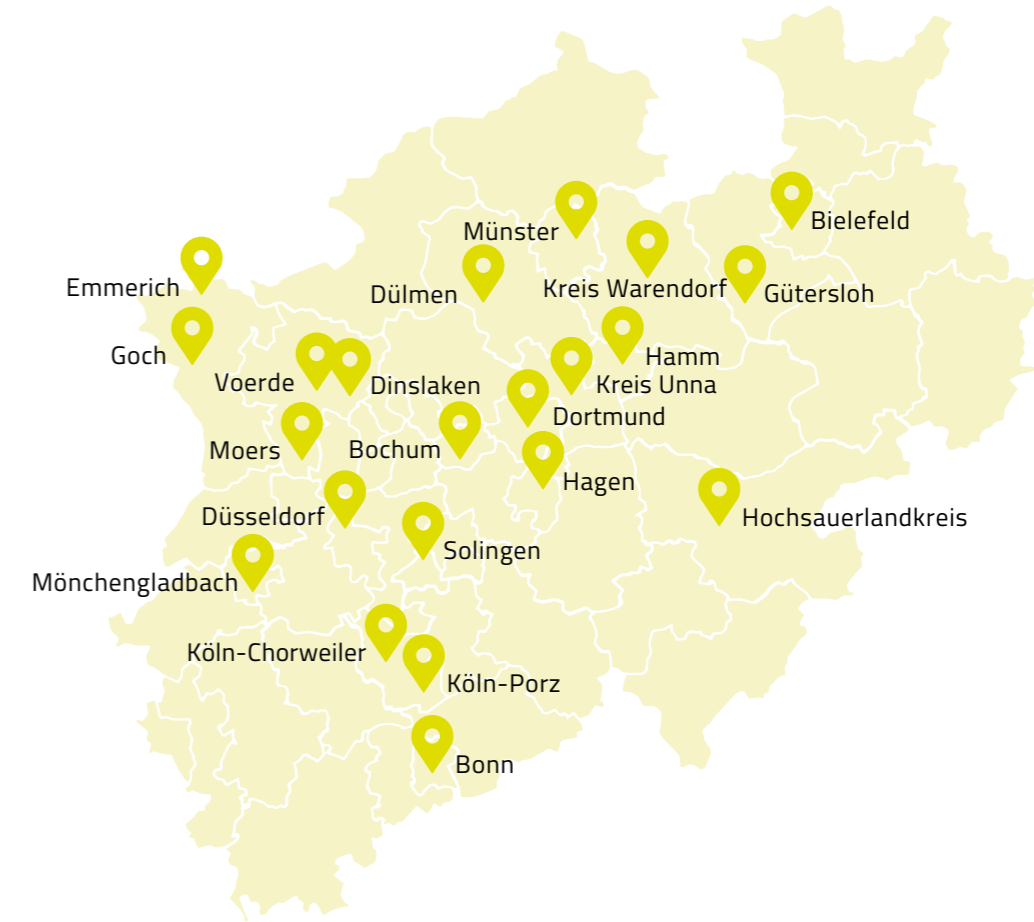 Bielefeld
Münster
Emmerich
Dülmen
Kreis Warendorf
Gütersloh
Goch
Hamm
Voerde
Dinslaken
Kreis Unna
Dortmund
Moers
Bochum
Hagen
Düsseldorf
Hochsauerlandkreis
Solingen
Mönchengladbach
Köln-Chorweiler
Köln-Porz
Bonn